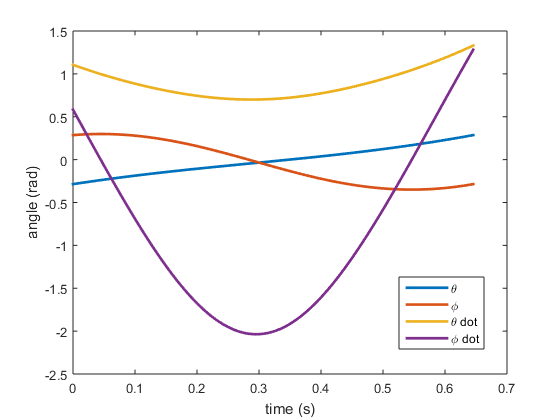 1.5
1
0.5
0
-0.5
-1
-1.5
-2
-2.5
angle (rad)
0 0.1 0.2 0.3 0.4 0.5 0.6 0.7
time (s)
θ
ϕ
θ dot
ϕ dot